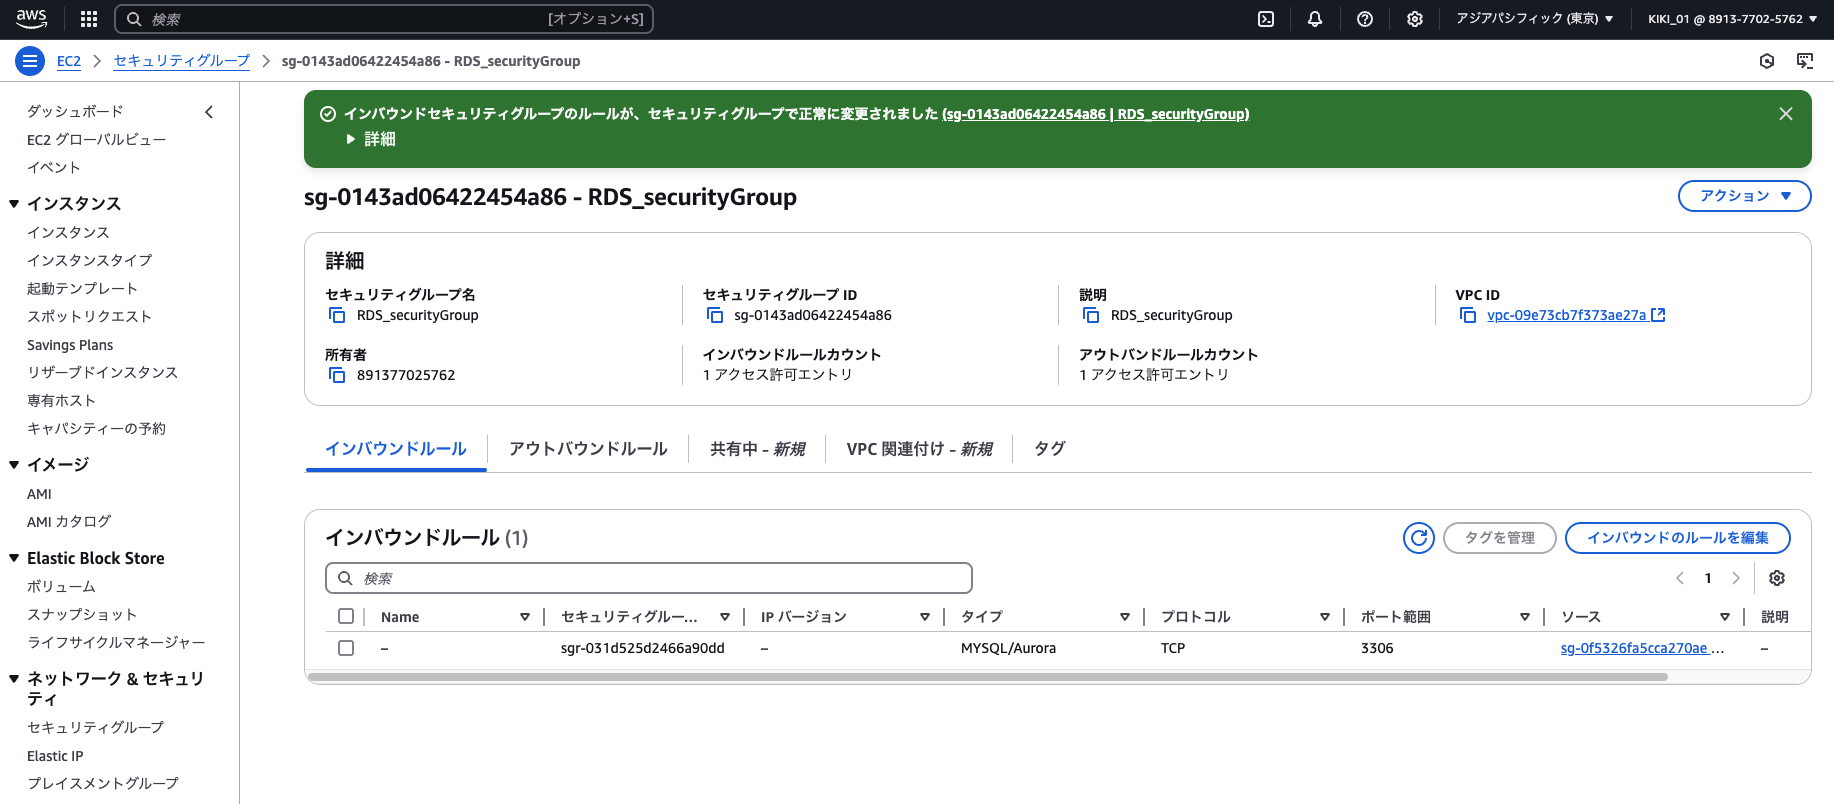 aws
検索
[オプション+S]
アジアパシフィック (東京)
KIKI_01 @ 8913-7702-5762
EC2
セキュリティグループ
sg-0143ad06422454a86 - RDS_securityGroup
ダッシュボード
EC2 グローバルビュー
イベント
インスタンス
インスタンス
インスタンスタイプ
起動テンプレート
スポットリクエスト
Savings Plans
リザーブドインスタンス
専有ホスト
キャパシティーの予約
イメージ
AMI
AMI カタログ
Elastic Block Store
ボリューム
スナップショット
ライフサイクルマネージャー
ネットワーク & セキュリ
ティ
セキュリティグループ
Elastic IP
プレイスメントグループ
インバウンドセキュリティグループのルールが、セキュリティグループで正常に変更されました (sg-0143ad06422454a86 | RDS_securityGroup)
詳細
sg-0143ad06422454a86 - RDS_securityGroup
アクション
詳細
セキュリティグループ名
RDS_securityGroup
セキュリティグループ ID
sg-0143ad06422454a86
説明
RDS_securityGroup
VPC ID
vpc-09e73cb7f373ae27a
所有者
891377025762
インバウンドルールカウント
1 アクセス許可エントリ
アウトバンドルールカウント
1 アクセス許可エントリ
インバウンドルール
アウトバウンドルール
共有中 - 新規
VPC 関連付け - 新規
タグ
インバウンドルール (1)
タグを管理
インバウンドのルールを編集
検索
1
Name
セキュリティグルー...
IP バージョン
タイプ
プロトコル
ポート範囲
ソース
説明
–
sgr-031d525d2466a90dd
–
MYSQL/Aurora
TCP
3306
sg-0f5326fa5cca270ae ...
–